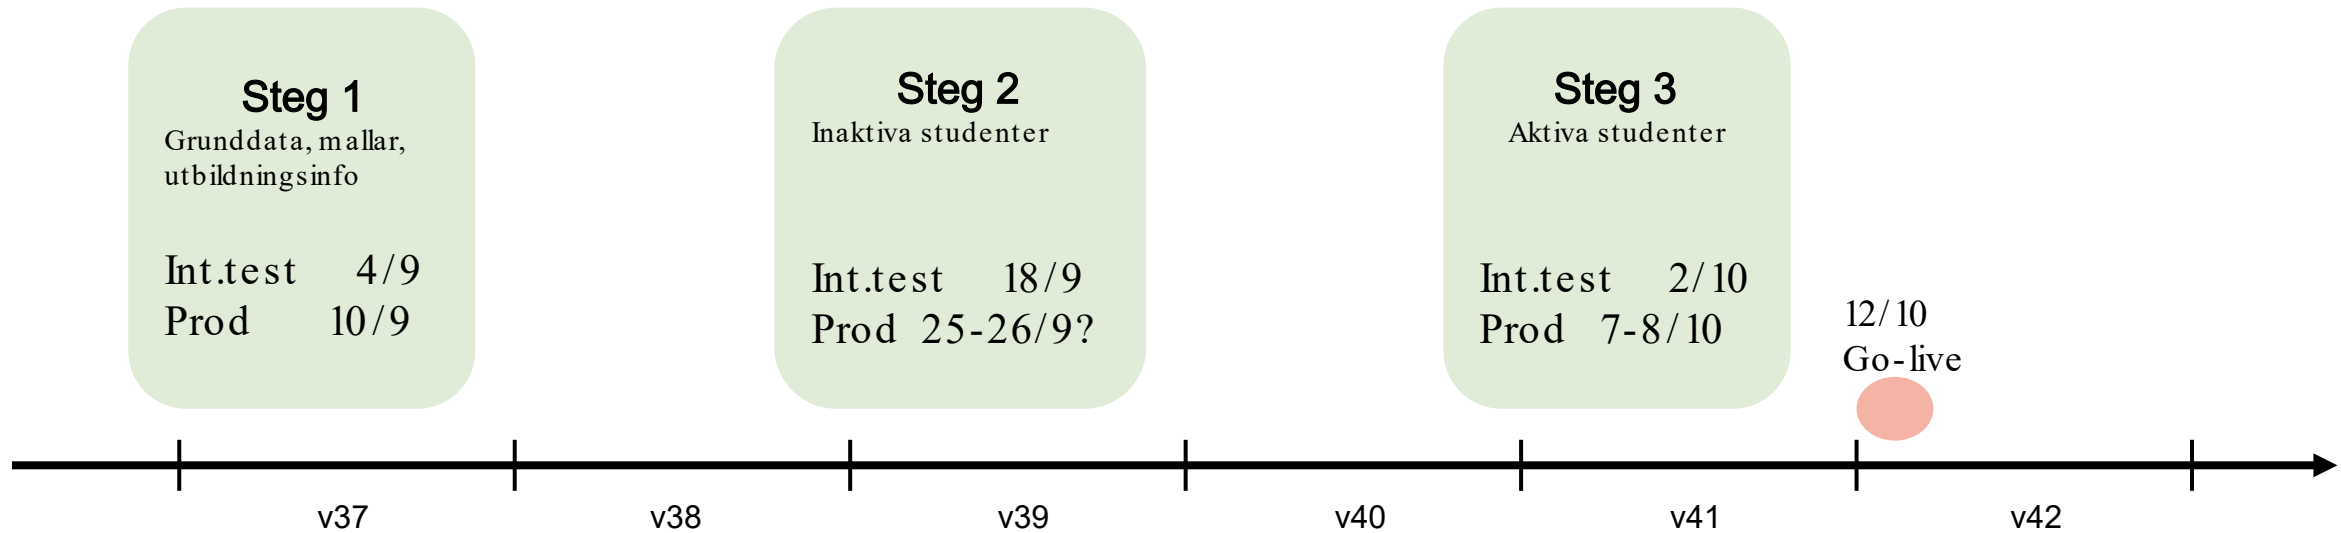 Steg 1
Grunddata, mallar,
utbildningsinfo
Int.test 4/9
Prod 10/9
Steg 2
Inaktiva studenter
Int.test 18/9
Prod 25-26/9?
Steg 3
Aktiva studenter
Int.test 2/10
Prod 7-8/10
12/10
Go-live
v37
v38
v39
v40
v41
v42